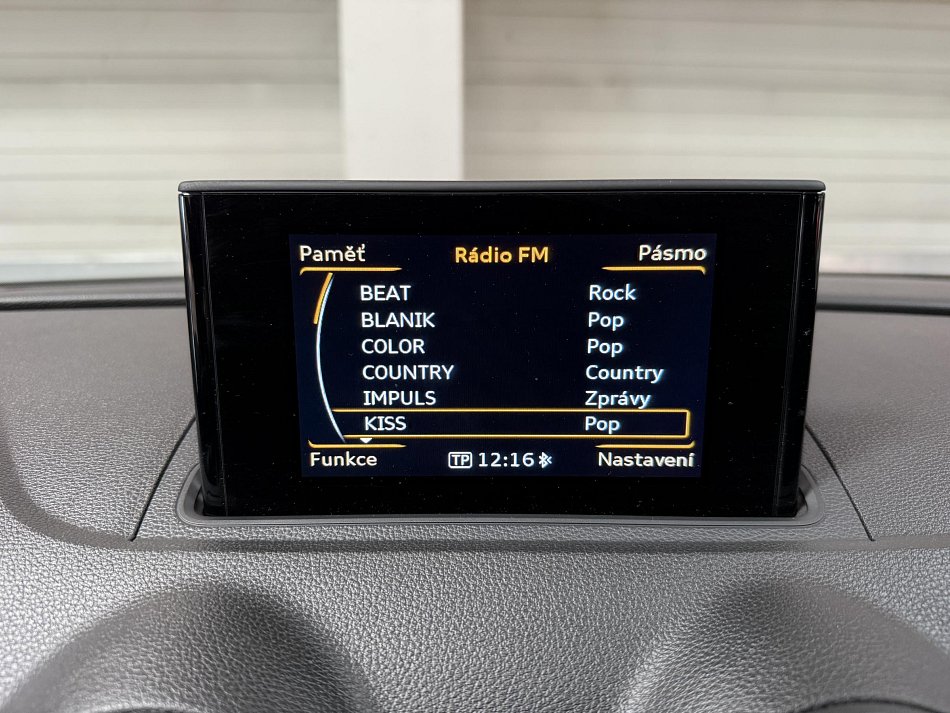 Paměť Rádio FM Pásmo
BEAT Rock
BLANIK Pop
COLOR Pop
COUNTRY Country
IMPULS Zprávy
KISS Pop
Funkce TP 12:16 Nastavení